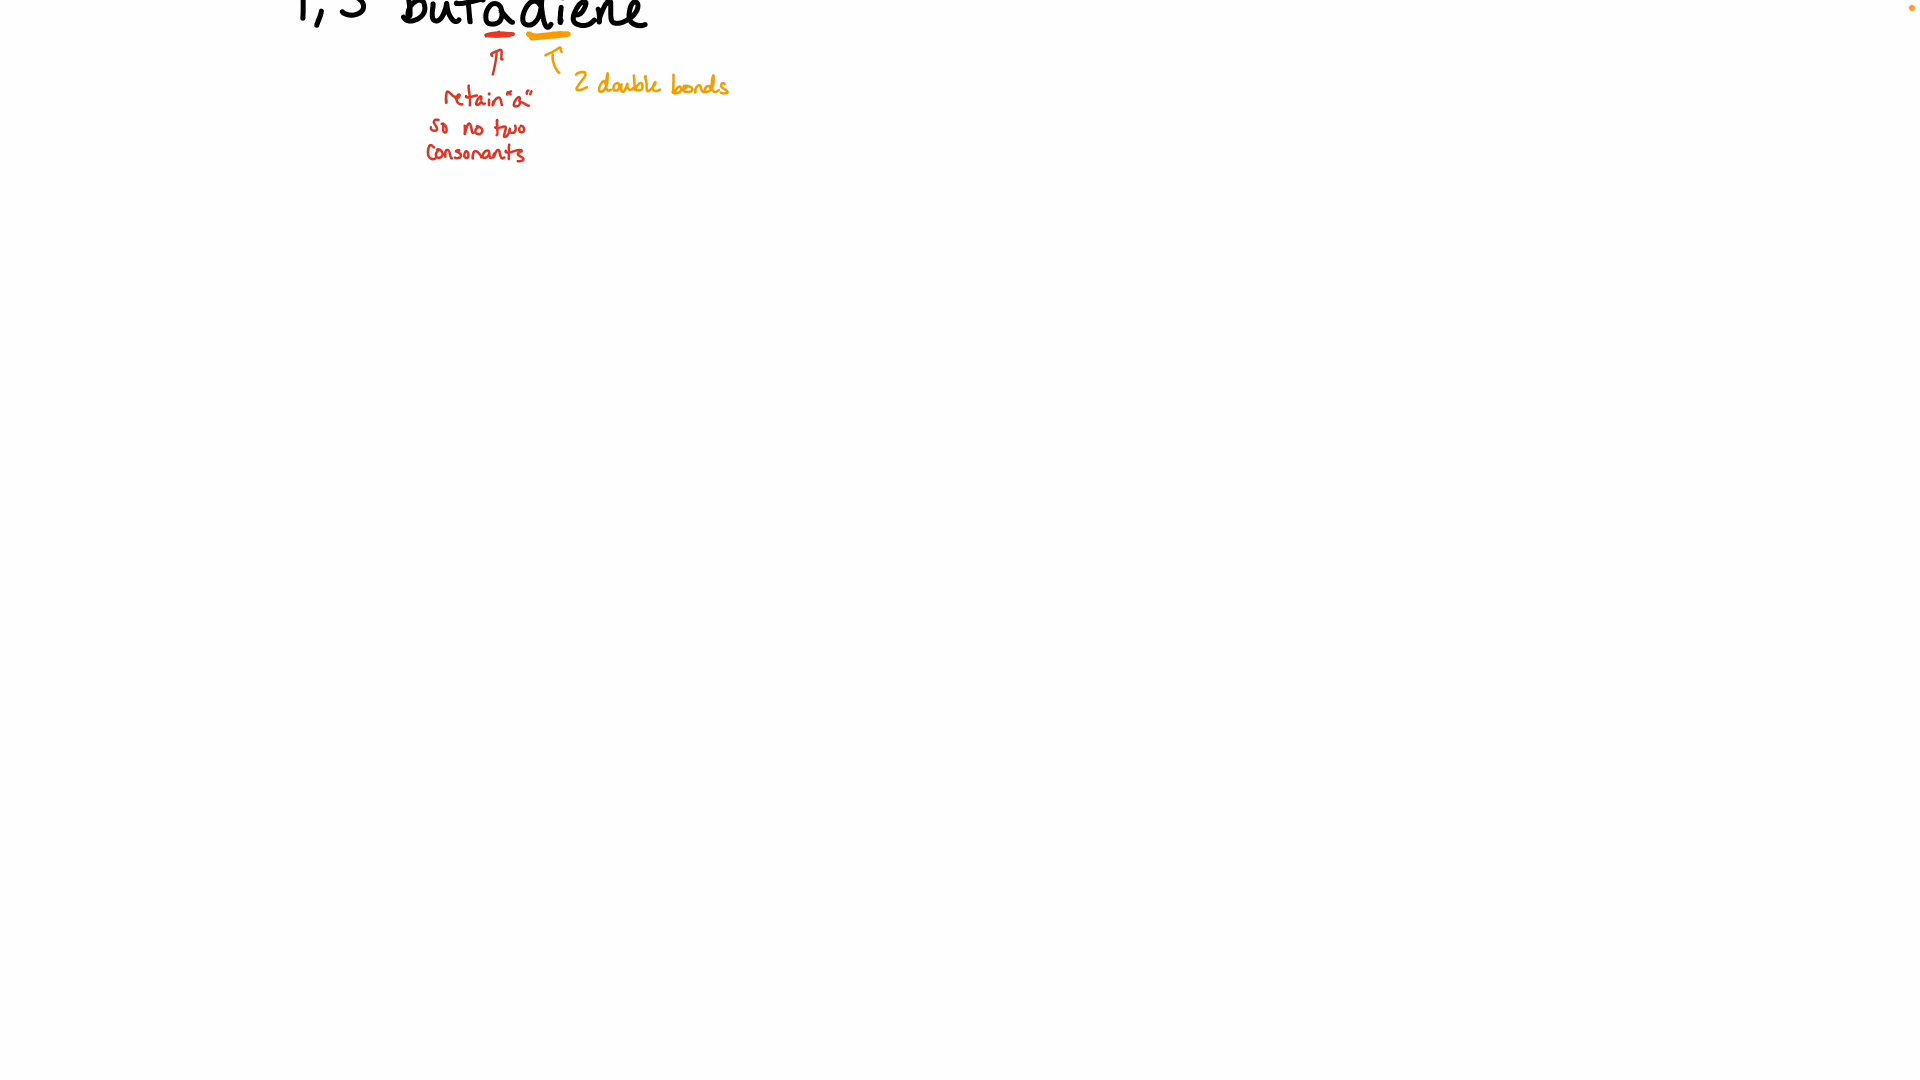 1,3 butadiene
2 double bonds
retain "a"
so no two
consonants